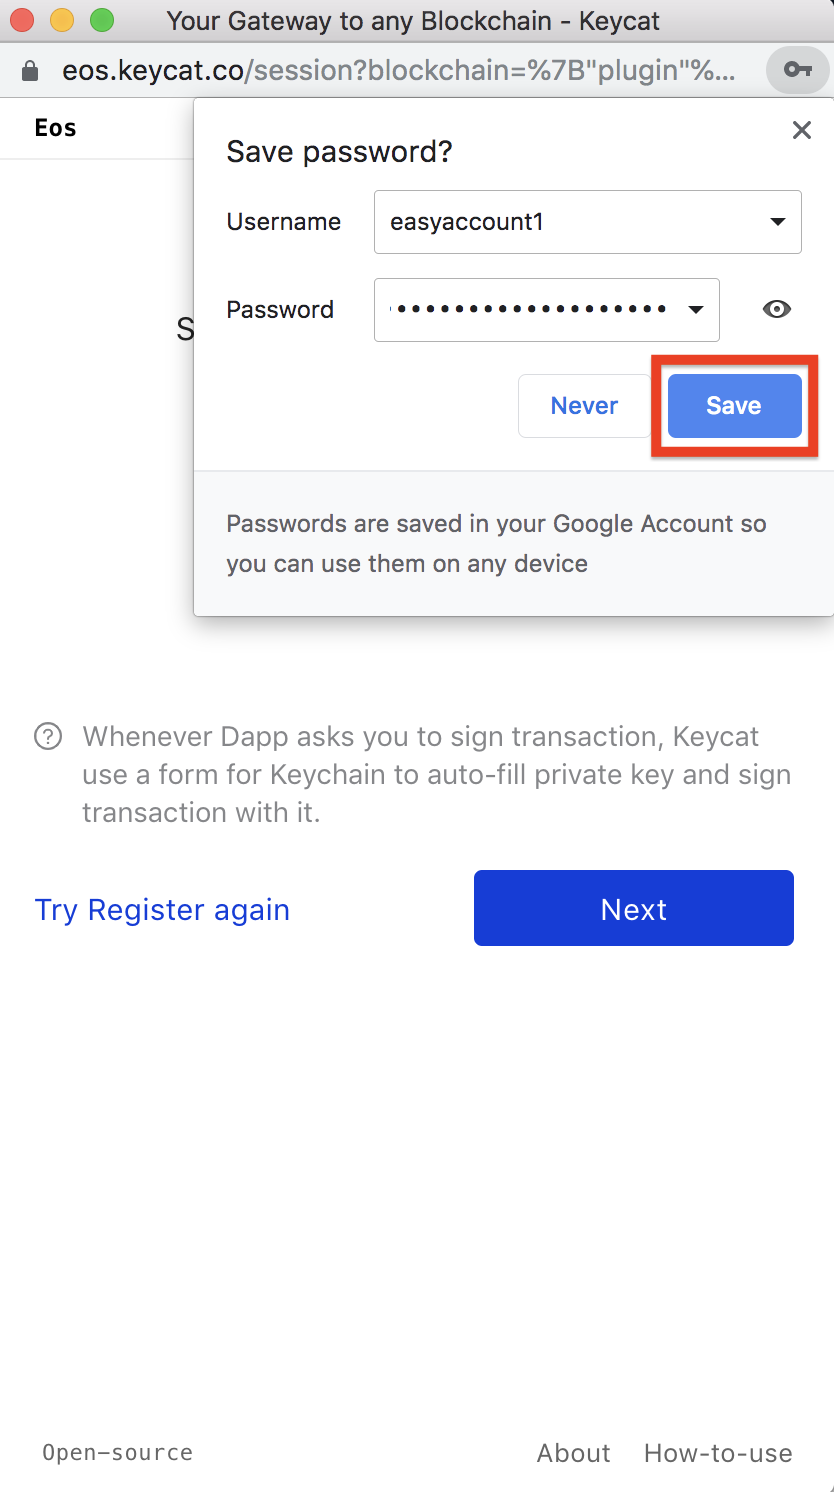 Your Gateway to any Blockchain - Keycat
eos.keycat.co/session?blockchain=%7B"plugin"%...
Eos
Save password?
Username
easyaccount1
Password
••••••••••••••••••••
S
Never
Save
Passwords are saved in your Google Account so
you can use them on any device
Whenever Dapp asks you to sign transaction, Keycat
use a form for Keychain to auto-fill private key and sign
transaction with it.
Try Register again
Next
Open-source
About
How-to-use